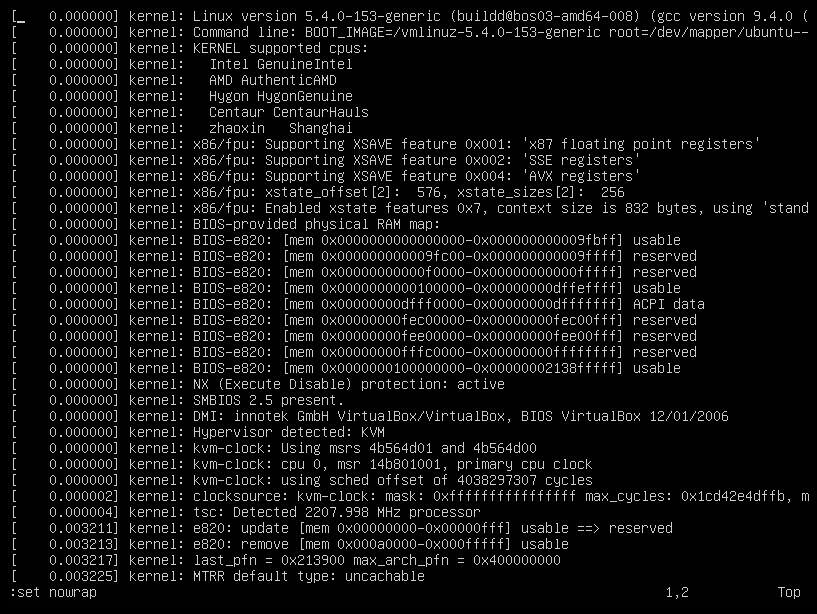 [    0.000000] kernel: Linux version 5.4.0-153-generic (buildd@bos03-amd64-008) (gcc version 9.4.0 (
[    0.000000] kernel: Command line: BOOT_IMAGE=/vmlinuz-5.4.0-153-generic root=/dev/mapper/ubuntu--
[    0.000000] kernel: KERNEL supported cpus:
[    0.000000] kernel:   Intel GenuineIntel
[    0.000000] kernel:   AMD AuthenticAMD
[    0.000000] kernel:   Hygon HygonGenuine
[    0.000000] kernel:   Centaur CentaurHauls
[    0.000000] kernel:   zhaoxin   Shanghai
[    0.000000] kernel: x86/fpu: Supporting XSAVE feature 0x001: 'x87 floating point registers'
[    0.000000] kernel: x86/fpu: Supporting XSAVE feature 0x002: 'SSE registers'
[    0.000000] kernel: x86/fpu: Supporting XSAVE feature 0x004: 'AVX registers'
[    0.000000] kernel: x86/fpu: xstate_offset[2]:  576, xstate_sizes[2]:  256
[    0.000000] kernel: x86/fpu: Enabled xstate features 0x7, context size is 832 bytes, using 'stand
[    0.000000] kernel: BIOS-provided physical RAM map:
[    0.000000] kernel: BIOS-e820: [mem 0x0000000000000000-0x000000000009fbff] usable
[    0.000000] kernel: BIOS-e820: [mem 0x000000000009fc00-0x000000000009ffff] reserved
[    0.000000] kernel: BIOS-e820: [mem 0x00000000000f0000-0x00000000000fffff] reserved
[    0.000000] kernel: BIOS-e820: [mem 0x0000000000100000-0x00000000dffeffff] usable
[    0.000000] kernel: BIOS-e820: [mem 0x00000000dfff0000-0x00000000dfffffff] ACPI data
[    0.000000] kernel: BIOS-e820: [mem 0x00000000fec00000-0x00000000fec00fff] reserved
[    0.000000] kernel: BIOS-e820: [mem 0x00000000fee00000-0x00000000fee00fff] reserved
[    0.000000] kernel: BIOS-e820: [mem 0x00000000fffc0000-0x00000000ffffffff] reserved
[    0.000000] kernel: BIOS-e820: [mem 0x0000000100000000-0x00000002138fffff] usable
[    0.000000] kernel: NX (Execute Disable) protection: active
[    0.000000] kernel: SMBIOS 2.5 present.
[    0.000000] kernel: DMI: innotek GmbH VirtualBox/VirtualBox, BIOS VirtualBox 12/01/2006
[    0.000000] kernel: Hypervisor detected: KVM
[    0.000000] kernel: kvm-clock: Using msrs 4b564d01 and 4b564d00
[    0.000000] kernel: kvm-clock: cpu 0, msr 14b801001, primary cpu clock
[    0.000000] kernel: kvm-clock: using sched offset of 4038297307 cycles
[    0.000002] kernel: clocksource: kvm-clock: mask: 0xffffffffffffffff max_cycles: 0x1cd42e4dffb, m
[    0.000004] kernel: tsc: Detected 2207.998 MHz processor
[    0.003211] kernel: e820: update [mem 0x00000000-0x00000fff] usable ==> reserved
[    0.003213] kernel: e820: remove [mem 0x000a0000-0x000fffff] usable
[    0.003217] kernel: last_pfn = 0x213900 max_arch_pfn = 0x400000000
[    0.003225] kernel: MTRR default type: uncachable
:set nowrap 1,2 Top